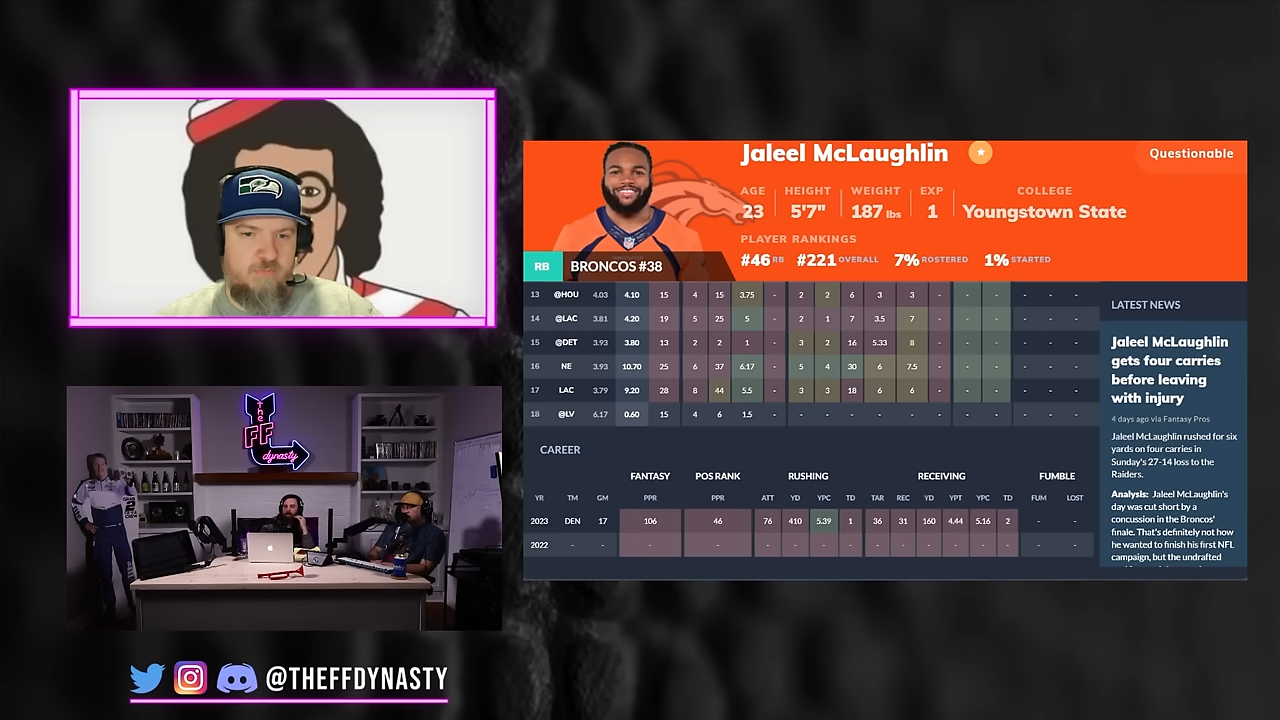 Jaleel McLaughlin
Questionable
AGE HEIGHT WEIGHT EXP COLLEGE
23 5'7" 187 lbs 1 Youngstown State
PLAYER RANKINGS
#46 RB #221 OVERALL 7% ROSTERED 1% STARTED
RB BRONCOS #38
13 @HOU 4.03 4.10 15 4 15 3.75 - 2 2 6 3 3 - - - - - -
14 @LAC 3.81 4.20 19 5 25 5 - 2 1 7 3.5 7 - - - - - -
15 @DET 3.93 3.80 13 2 2 1 - 3 2 16 5.33 8 - - - - - -
16 NE 3.93 10.70 25 6 37 6.17 - 5 4 30 6 7.5 - - - - - -
17 LAC 3.79 9.20 28 8 44 5.5 - 3 3 18 6 6 - - - - - -
18 @LV 6.17 0.60 15 4 6 1.5 - - - - - - - - - - - -
CAREER
FANTASY POS RANK RUSHING RECEIVING FUMBLE
YR TM GM PPR PPR ATT YD YPC TD TAR REC YD YPT YPC TD FUM LOST
2023 DEN 17 106 46 76 410 5.39 1 36 31 160 4.44 5.16 2 - -
2022 - - - - - - - - - - - - - - - -
LATEST NEWS
Jaleel McLaughlin
gets four carries
before leaving
with injury
4 days ago via Fantasy Pros
Jaleel McLaughlin rushed for six
yards on four carries in
Sunday's 27-14 loss to the
Raiders.
Analysis: Jaleel McLaughlin's
day was cut short by a
concussion in the Broncos'
finale. That's definitely not how
he wanted to finish his first NFL
campaign, but the undrafted
The
FF
dynasty
@THEFFDYNASTY